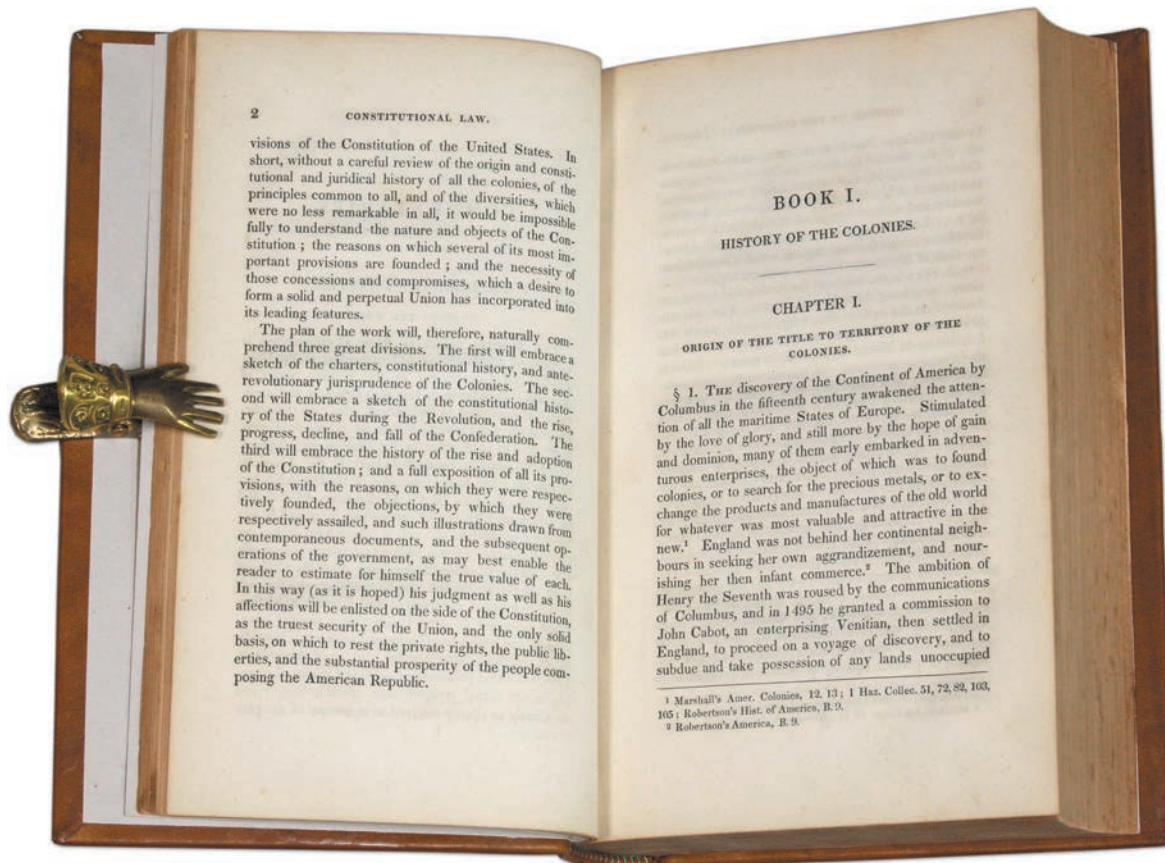 2 CONSTITUTIONAL LAW.
visions of the Constitution of the United States. In
short, without a careful review of the origin and consti-
tutional and juridical history of all the colonies, of the
principles common to all, and of the diversities, which
were no less remarkable in all, it would be impossible
fully to understand the nature and objects of the Con-
stitution ; the reasons on which several of its most im-
portant provisions are founded ; and the necessity of
those concessions and compromises, which a desire to
form a solid and perpetual Union has incorporated into
its leading features.
The plan of the work will, therefore, naturally com-
prehend three great divisions. The first will embrace a
sketch of the charters, constitutional history, and ante-
revolutionary jurisprudence of the Colonies. The sec-
ond will embrace a sketch of the constitutional histo-
ry of the States during the Revolution, and the rise,
progress, decline, and fall of the Confederation. The
third will embrace the history of the rise and adoption
of the Constitution ; and a full exposition of all its pro-
visions, with the reasons, on which they were respec-
tively founded, the objections, by which they were
respectively assailed, and such illustrations drawn from
contemporaneous documents, and the subsequent op-
erations of the government, as may best enable the
reader to estimate for himself the true value of each.
In this way (as it is hoped) his judgment as well as his
affections will be enlisted on the side of the Constitution,
as the truest security of the Union, and the only solid
basis, on which to rest the private rights, the public lib-
erties, and the substantial prosperity of the people com-
posing the American Republic.
BOOK I.
HISTORY OF THE COLONIES.
CHAPTER I.
ORIGIN OF THE TITLE TO TERRITORY OF THE
COLONIES.
§ 1. THE discovery of the Continent of America by
Columbus in the fifteenth century awakened the atten-
tion of all the maritime States of Europe. Stimulated
by the love of glory, and still more by the hope of gain
and dominion, many of them early embarked in adven-
turous enterprises, the object of which was to found
colonies, or to search for the precious metals, or to ex-
change the products and manufactures of the old world
for whatever was most valuable and attractive in the
new.¹ England was not behind her continental neigh-
bours in seeking her own aggrandizement, and nour-
ishing her then infant commerce.² The ambition of
Henry the Seventh was roused by the communications
of Columbus, and in 1495 he granted a commission to
John Cabot, an enterprising Venitian, then settled in
England, to proceed on a voyage of discovery, and to
subdue and take possession of any lands unoccupied
1 Marshall's Amer. Colonies, 12. 13 ; 1 Haz. Collec. 51, 72, 82, 103,
105 ; Robertson's Hist. of America, B. 9.
2 Robertson's America, B. 9.